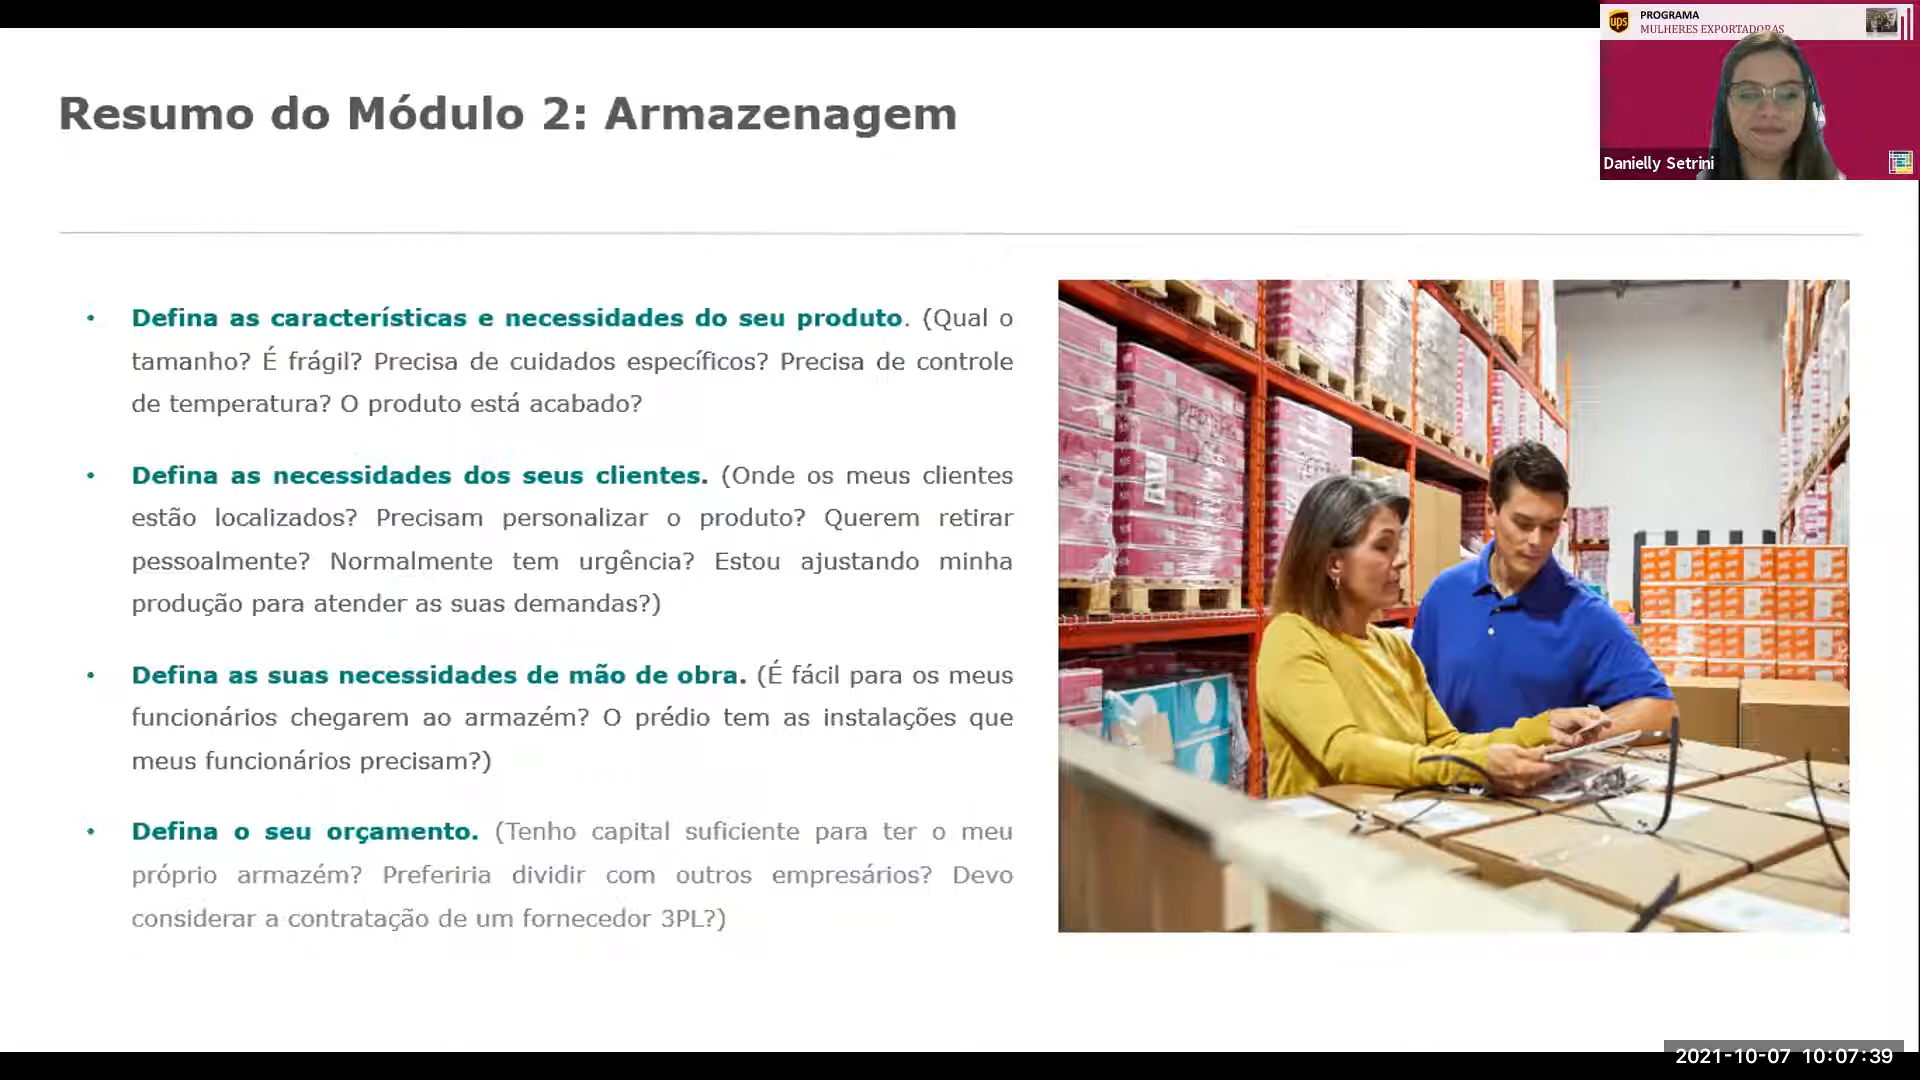 ups
PROGRAMA
MULHERES EXPORTADORAS
Danielly Setrini
Resumo do Módulo 2: Armazenagem
• Defina as características e necessidades do seu produto. (Qual o
tamanho? É frágil? Precisa de cuidados específicos? Precisa de controle
de temperatura? O produto está acabado?
• Defina as necessidades dos seus clientes. (Onde os meus clientes
estão localizados? Precisam personalizar o produto? Querem retirar
pessoalmente? Normalmente tem urgência? Estou ajustando minha
produção para atender as suas demandas?)
• Defina as suas necessidades de mão de obra. (É fácil para os meus
funcionários chegarem ao armazém? O prédio tem as instalações que
meus funcionários precisam?)
• Defina o seu orçamento. (Tenho capital suficiente para ter o meu
próprio armazém? Preferiria dividir com outros empresários? Devo
considerar a contratação de um fornecedor 3PL?)
2021-10-07 10:07:39